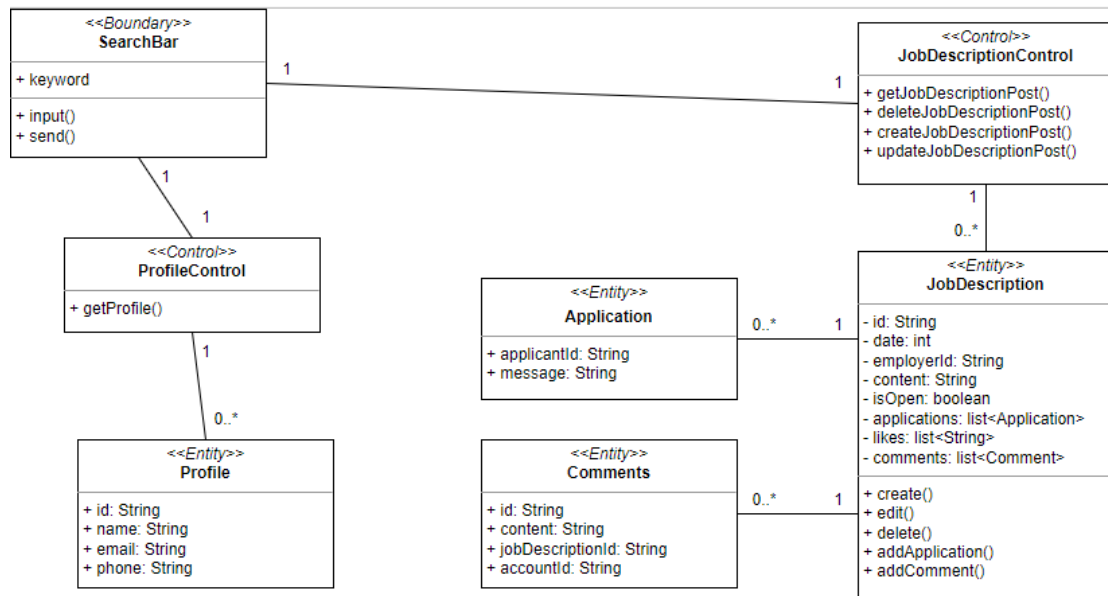 <<Boundary>>
SearchBar
+ keyword
+ input()
+ send()
1
1
<<Control>>
JobDescriptionControl
+ getJobDescriptionPost()
+ deleteJobDescriptionPost()
+ createJobDescriptionPost()
+ updateJobDescriptionPost()
1
1
<<Control>>
ProfileControl
+ getProfile()
1
0..*
<<Entity>>
Profile
+ id: String
+ name: String
+ email: String
+ phone: String
1
0..*
<<Entity>>
Application
+ applicantId: String
+ message: String
0..*
1
<<Entity>>
JobDescription
- id: String
- date: int
- employerId: String
- content: String
- isOpen: boolean
- applications: list<Application>
- likes: list<String>
- comments: list<Comment>
+ create()
+ edit()
+ delete()
+ addApplication()
+ addComment()
<<Entity>>
Comments
+ id: String
+ content: String
+ jobDescriptionId: String
+ accountId: String
0..*
1